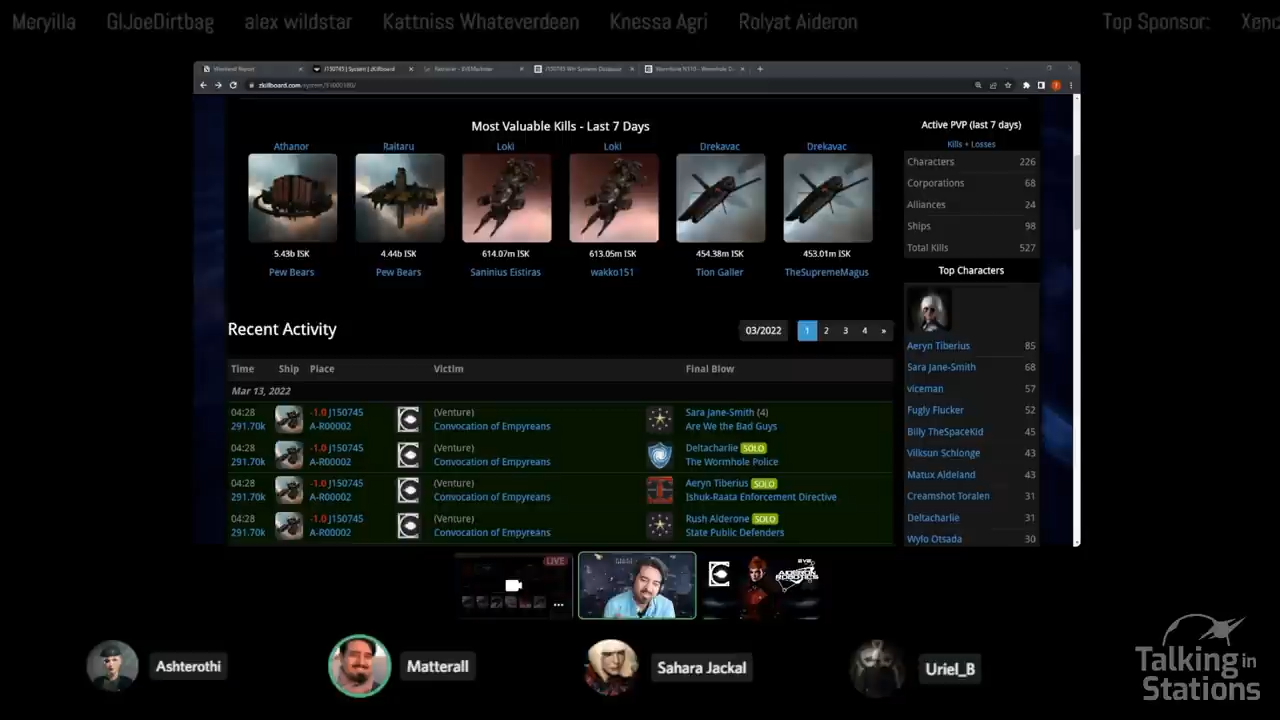 Meryilla GIJoeDirtbag alex wildstar Kattniss Whateverdeen Knessa Agri Rolyat Aideron Top Sponsor: Xenc
Weekend Report
J150745 | System | zKillboard
zkillboard.com/system/31000180/
Most Valuable Kills - Last 7 Days
Athanor Raitaru Loki Loki Drekavac Drekavac
5.43b ISK 4.44b ISK 614.07m ISK 613.05m ISK 454.38m ISK 453.01m ISK
Pew Bears Pew Bears Saninius Eistiras wakko151 Tion Galler TheSupremeMagus
Active PVP (last 7 days)
Kills + Losses
Characters 226
Corporations 68
Alliances 24
Ships 98
Total Kills 527
Top Characters
Aeryn Tiberius 85
Sara Jane-Smith 68
viceman 57
Fugly Flucker 52
Billy TheSpaceKid 45
Vilksun Schlonge 43
Matux Aldeland 43
Creamshot Toralen 31
Deltacharlie 31
Wylo Otsada 30
Recent Activity
03/2022 1 2 3 4 »
Time Ship Place Victim Final Blow
Mar 13, 2022
04:28 -1.0 J150745 (Venture) Sara Jane-Smith (4)
291.70k A-R00002 Convocation of Empyreans Are We the Bad Guys
04:28 -1.0 J150745 (Venture) Deltacharlie SOLO
291.70k A-R00002 Convocation of Empyreans The Wormhole Police
04:28 -1.0 J150745 (Venture) Aeryn Tiberius SOLO
291.70k A-R00002 Convocation of Empyreans Ishuk-Raata Enforcement Directive
04:28 -1.0 J150745 (Venture) Rush Alderone SOLO
291.70k A-R00002 Convocation of Empyreans State Public Defenders
LIVE
EVE
Ashterothi
Matterall
Sahara Jackal
Uriel_B
Talking in
Stations